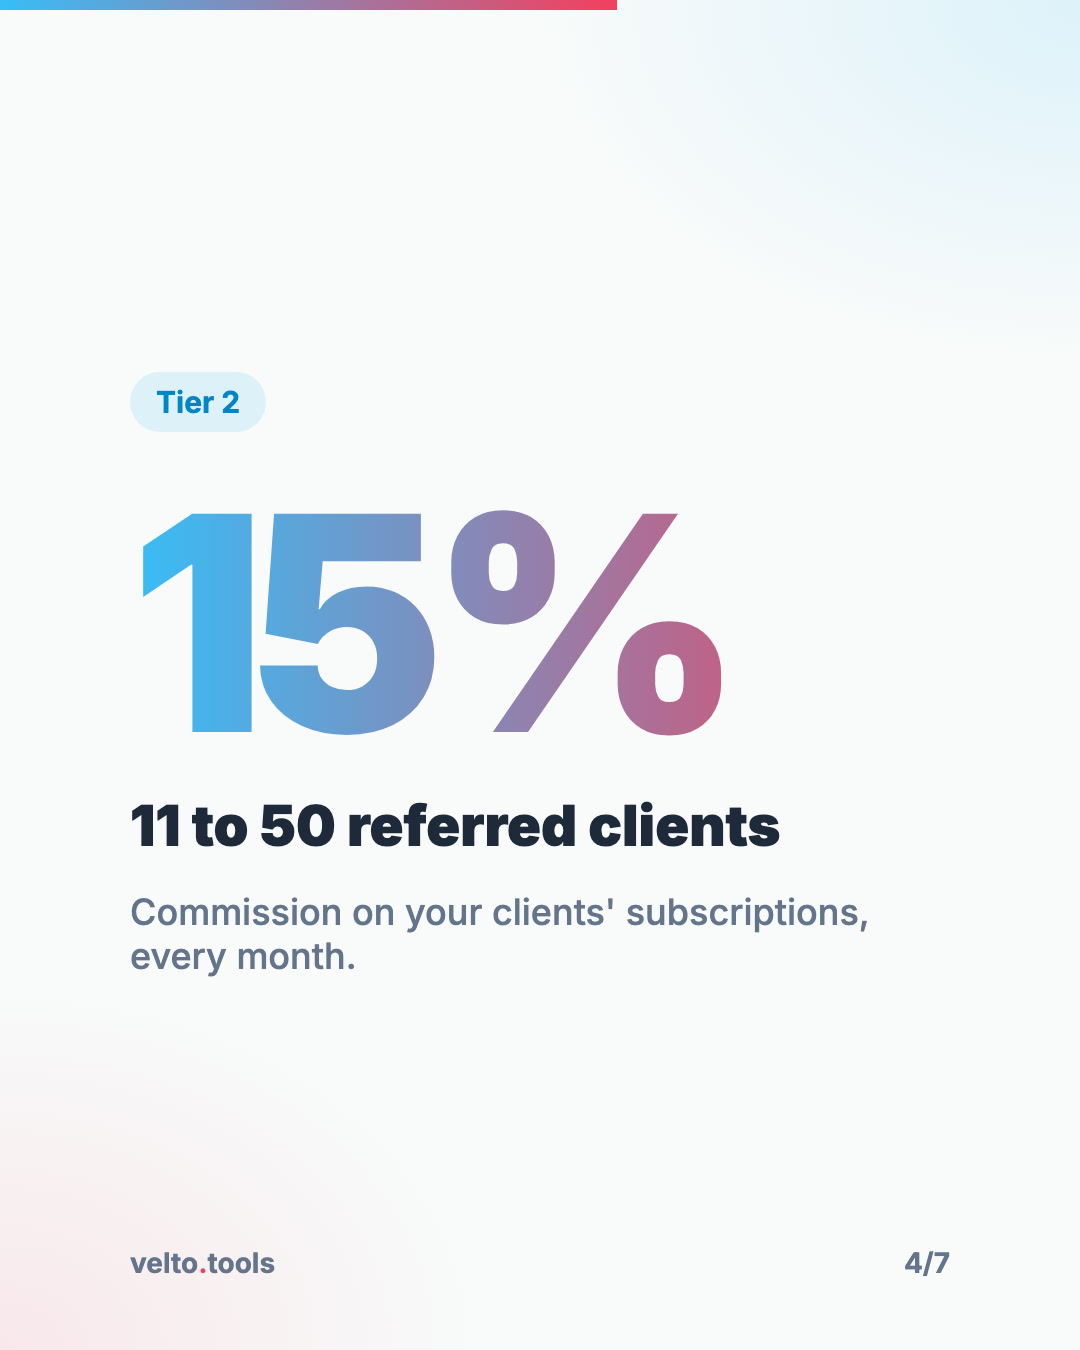 Tier 2
15%
11 to 50 referred clients
Commission on your clients' subscriptions,
every month.
velto.tools
4/7